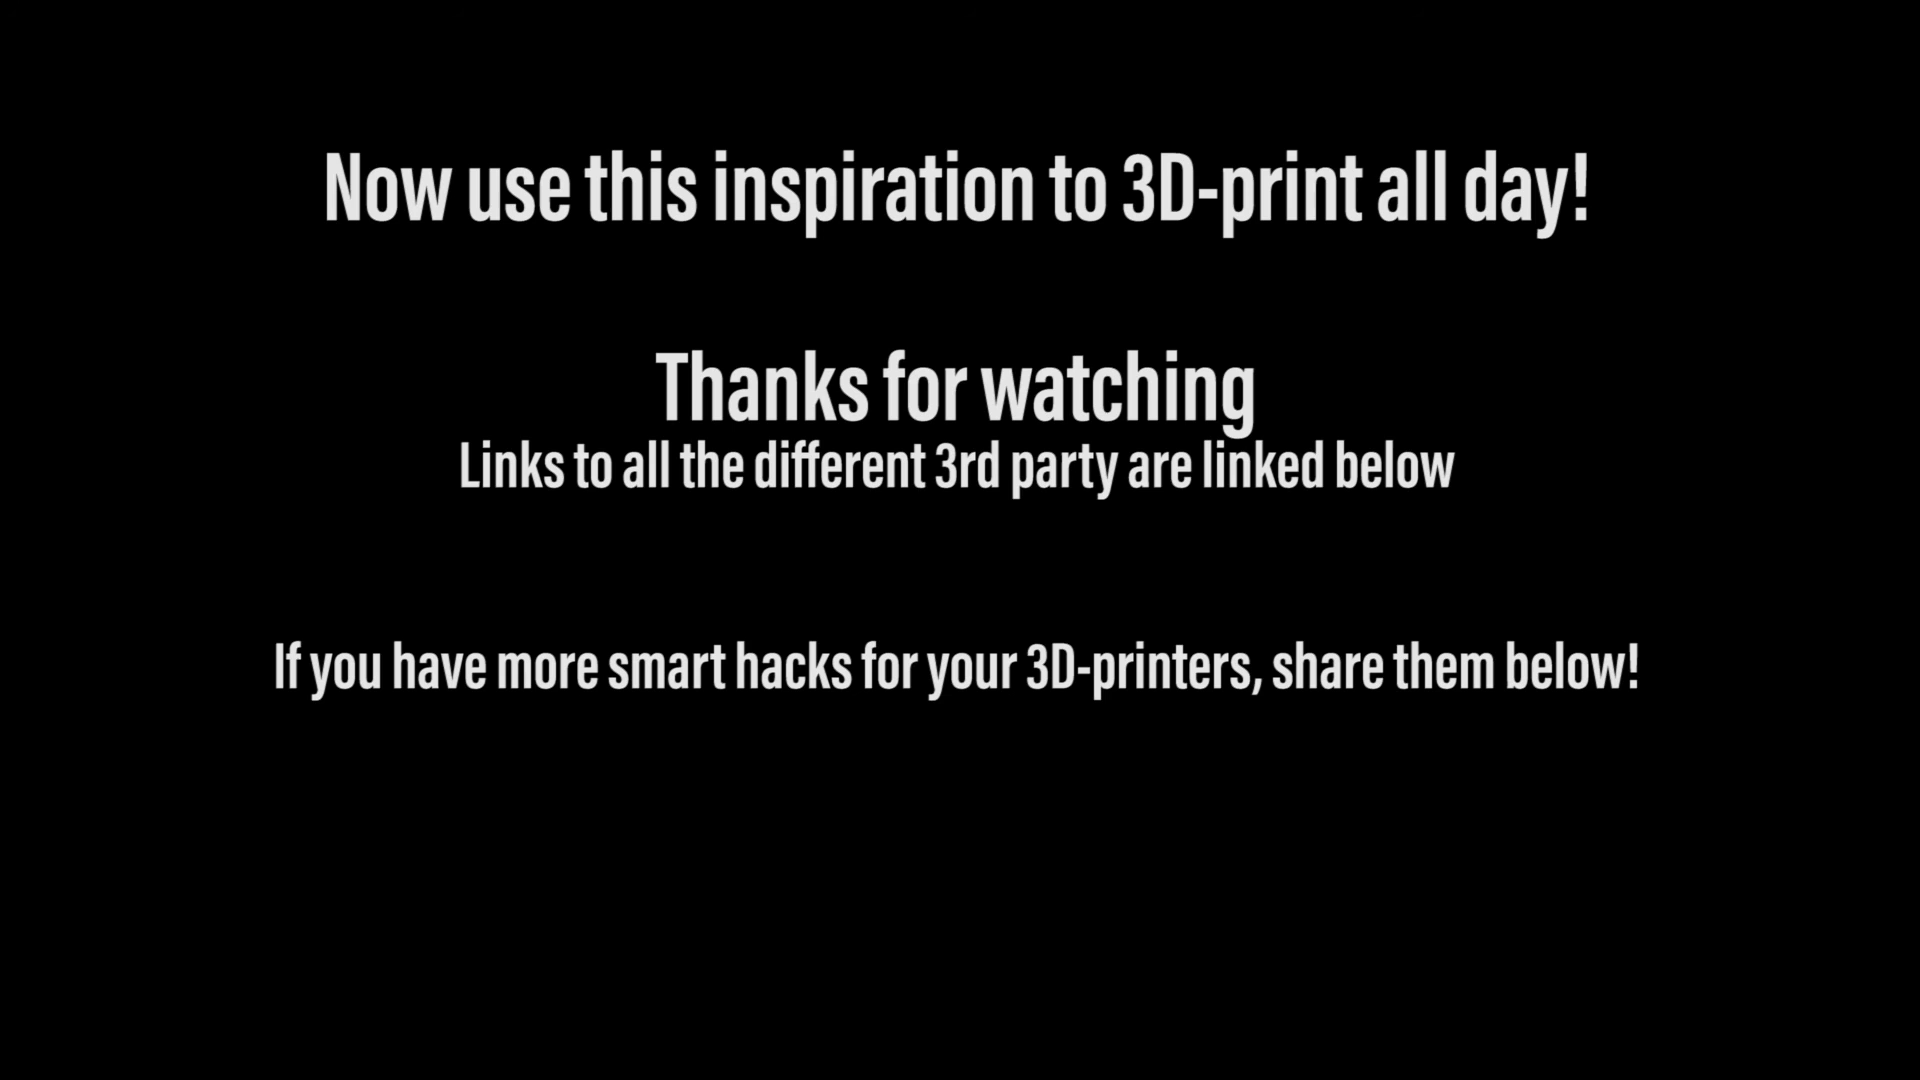 Now use this inspiration to 3D-print all day!
Thanks for watching
Links to all the different 3rd party are linked below
If you have more smart hacks for your 3D-printers, share them below!